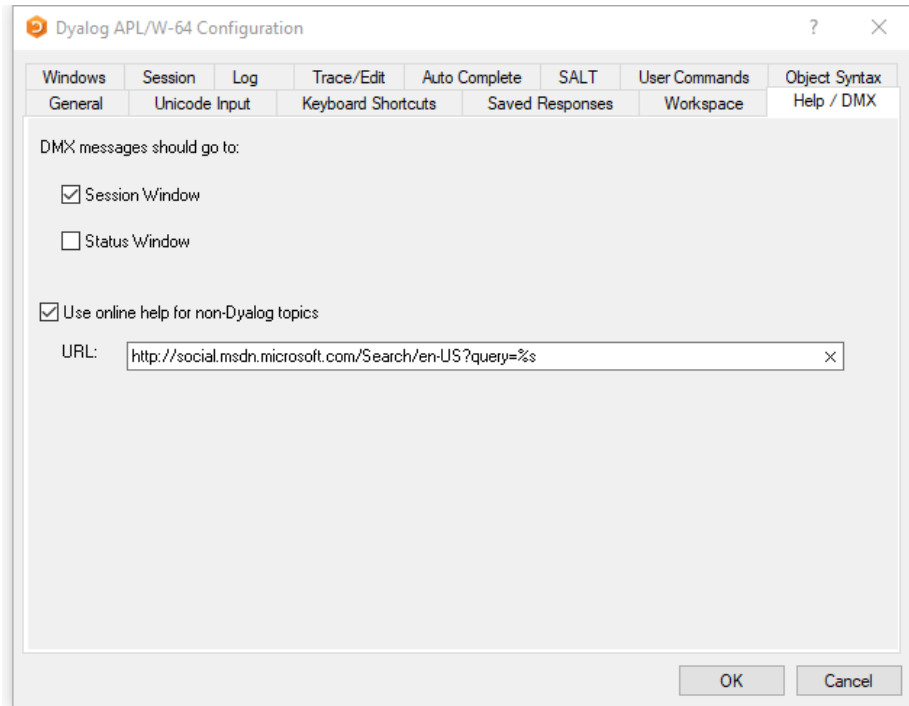 Dyalog APL/W-64 Configuration ?
Windows Session Log Trace/Edit Auto Complete SALT User Commands Object Syntax
General Unicode Input Keyboard Shortcuts Saved Responses Workspace Help / DMX
DMX messages should go to:
Session Window
Status Window
Use online help for non-Dyalog topics
URL: http://social.msdn.microsoft.com/Search/en-US?query=%s
OK Cancel